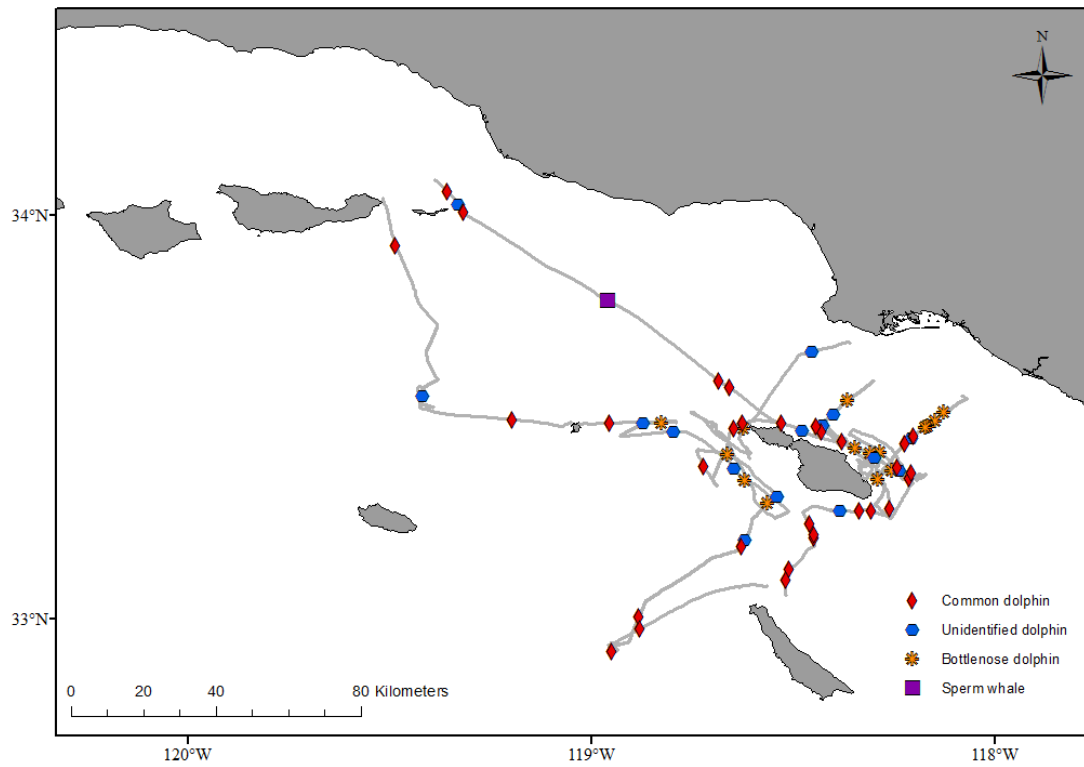 N
34°N
33°N
Common dolphin
Unidentified dolphin
Bottlenose dolphin
Sperm whale
0 20 40 80 Kilometers
120°W 119°W 118°W